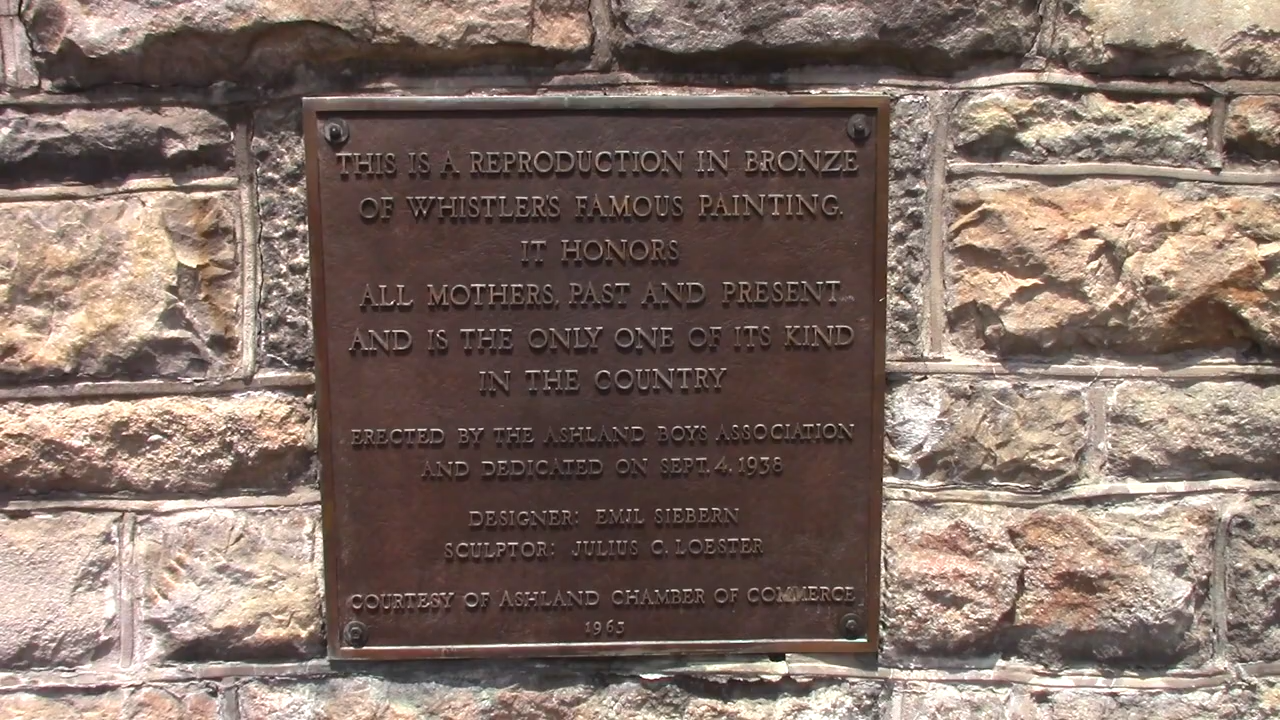 THIS IS A REPRODUCTION IN BRONZE
OF WHISTLER'S FAMOUS PAINTING.
IT HONORS
ALL MOTHERS, PAST AND PRESENT
AND IS THE ONLY ONE OF ITS KIND
IN THE COUNTRY
ERECTED BY THE ASHLAND BOYS ASSOCIATION
AND DEDICATED ON SEPT. 4, 1938
DESIGNER: EMIL SIEBERN
SCULPTOR: JULIUS C. LOESTER
COURTESY OF ASHLAND CHAMBER OF COMMERCE
1963